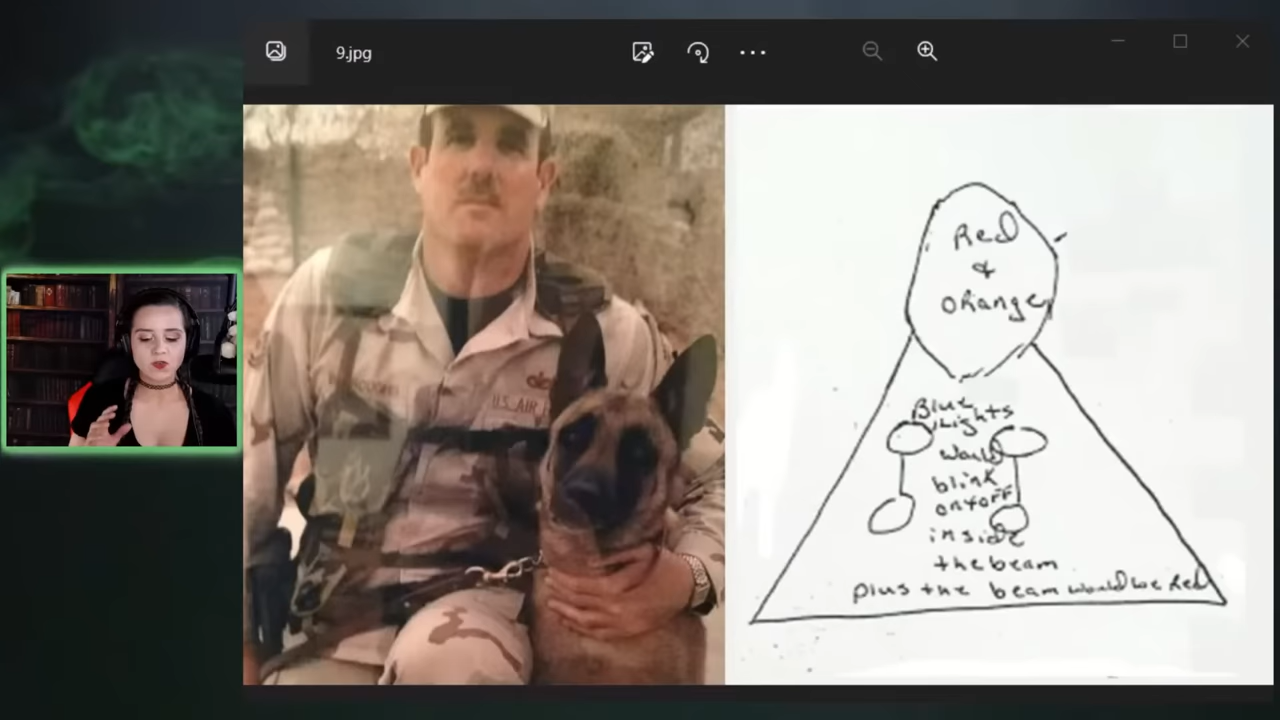 9.jpg
U.S. AIR
Red
&
orange
Blue
Lights
would
blink
on+off
inside
the beam
plus the beam would be Red